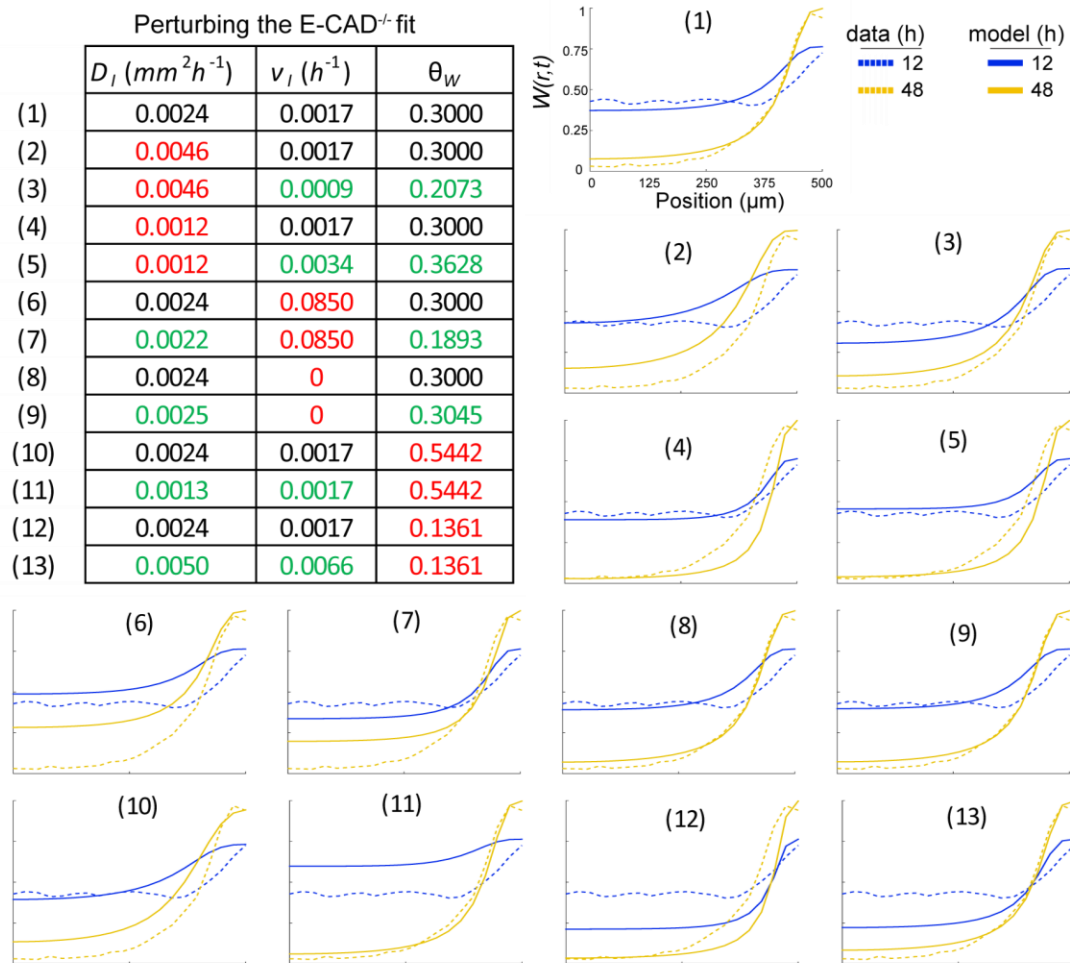 Perturbing the E-CAD-/- fit
D_I (mm²h⁻¹) ν_I (h⁻¹) θ_W
(1) 0.0024 0.0017 0.3000
(2) 0.0046 0.0017 0.3000
(3) 0.0046 0.0009 0.2073
(4) 0.0012 0.0017 0.3000
(5) 0.0012 0.0034 0.3628
(6) 0.0024 0.0850 0.3000
(7) 0.0022 0.0850 0.1893
(8) 0.0024 0 0.3000
(9) 0.0025 0 0.3045
(10) 0.0024 0.0017 0.5442
(11) 0.0013 0.0017 0.5442
(12) 0.0024 0.0017 0.1361
(13) 0.0050 0.0066 0.1361
(1)
W(r,t)
1
0.75
0.5
0.25
0
0 125 250 375 500
Position (µm)
data (h) model (h)
12 12
48 48
(2) (3)
(4) (5)
(6) (7) (8) (9)
(10) (11) (12) (13)